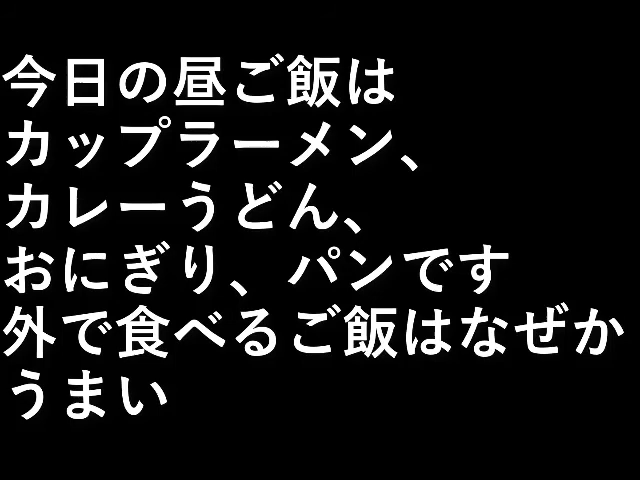 今日の昼ご飯は
カップラーメン、
カレーうどん、
おにぎり、パンです
外で食べるご飯はなぜか
うまい